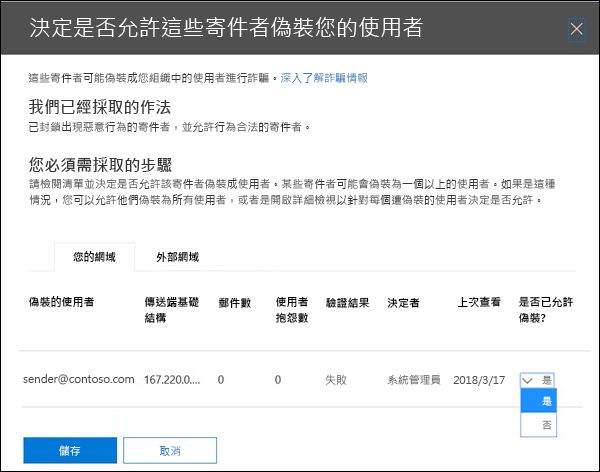 決定是否允許這些寄件者偽裝您的使用者
這些寄件者可能偽裝成您組織中的使用者進行詐騙。深入了解詐騙情報
我們已經採取的作法
已封鎖出現惡意行為的寄件者，並允許行為合法的寄件者。
您必須需採取的步驟
請檢閱清單並決定是否允許該寄件者偽裝成使用者。某些寄件者可能會偽裝為一個以上的使用者。如果是這種
情況，您可以允許他們偽裝為所有使用者，或者是開啟詳細檢視以針對每個遭偽裝的使用者決定是否允許。
您的網域 外部網域
偽裝的使用者 傳送端基礎 郵件數 使用者 驗證結果 決定者 上次查看 是否已允許
結構 抱怨數 偽裝?
sender@contoso.com 167.220.0.... 0 0 失敗 系統管理員 2018/3/17 是
是
否
儲存 取消